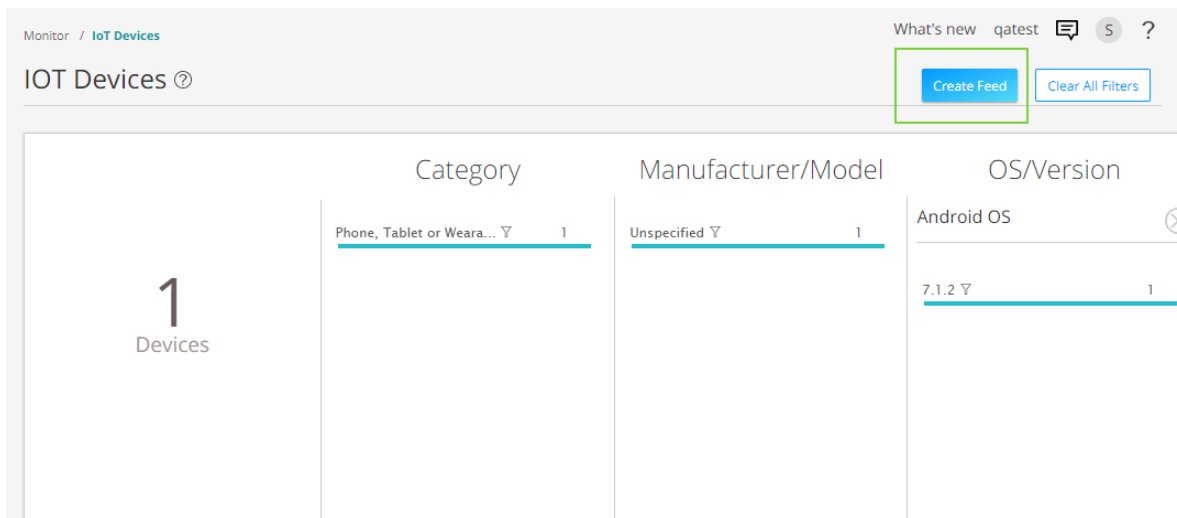 Monitor / IoT Devices
What's new qatest S ?
IOT Devices ?
Create Feed
Clear All Filters
Category
Manufacturer/Model
OS/Version
Phone, Tablet or Weara... 1
Unspecified 1
Android OS
7.1.2 1
1
Devices